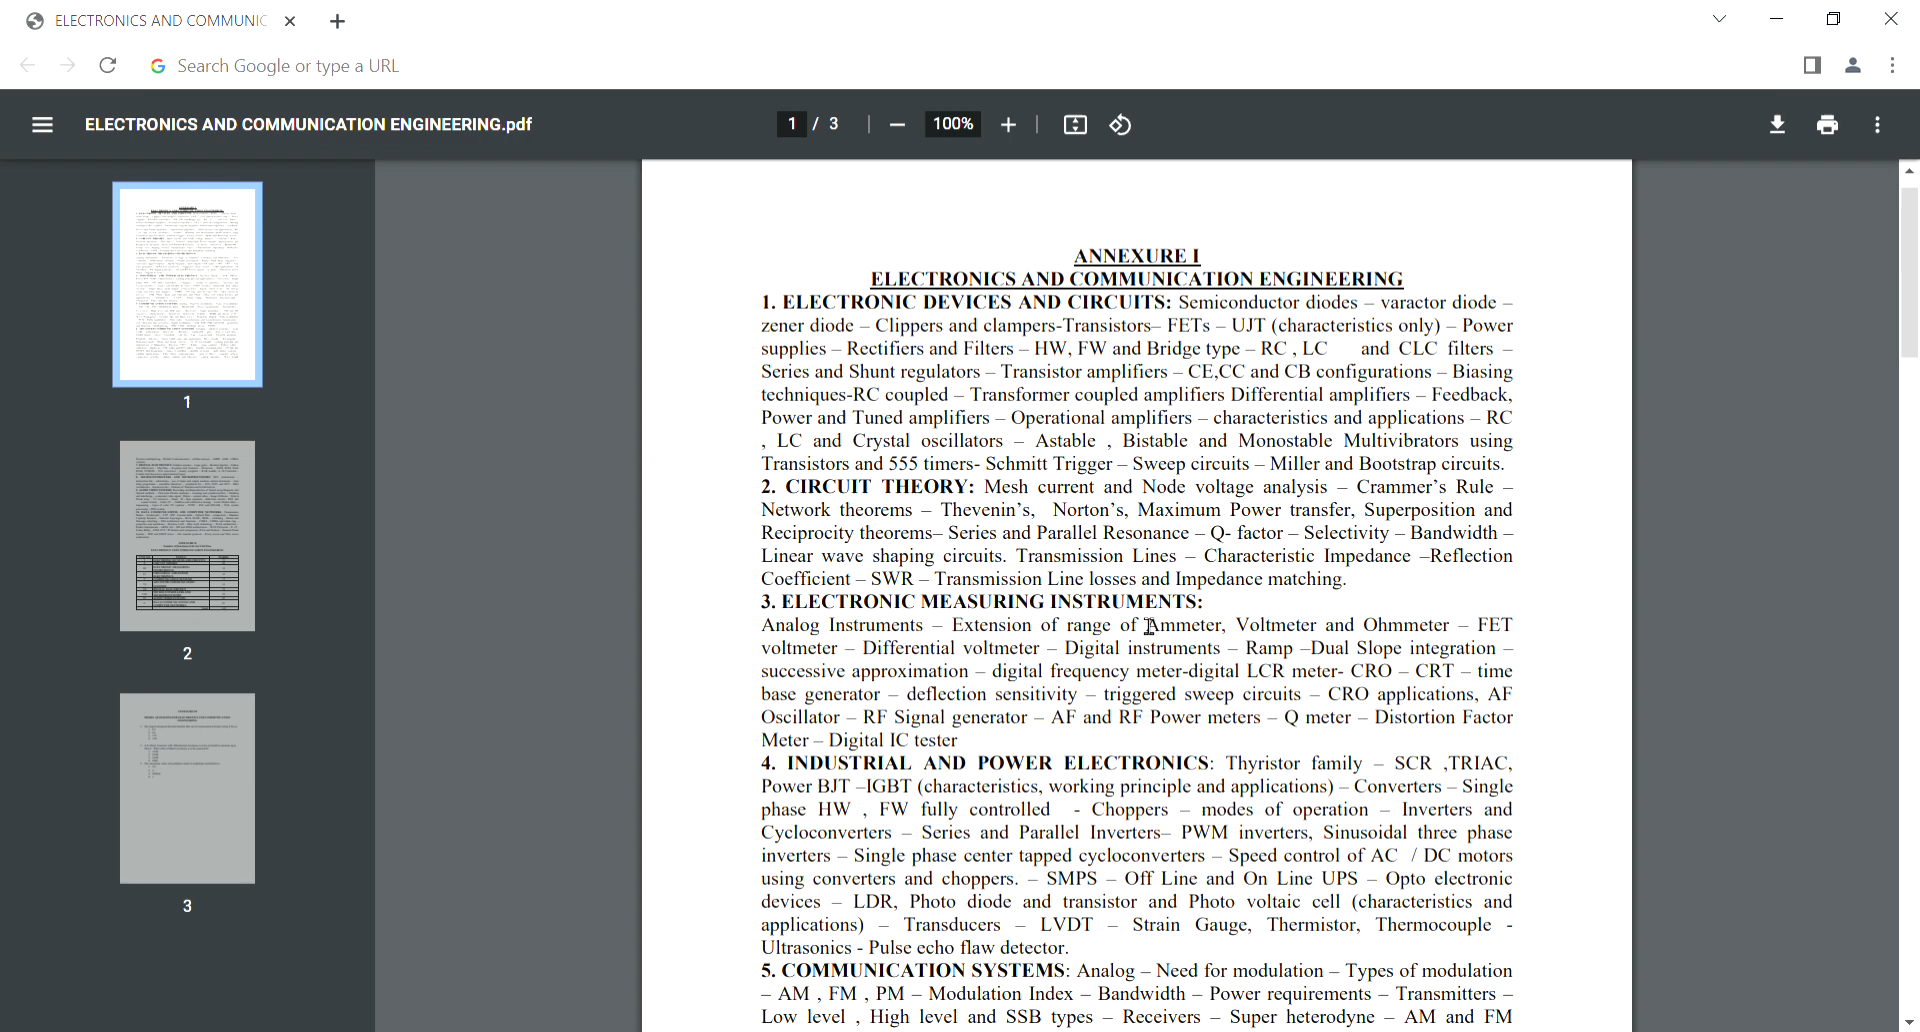 ELECTRONICS AND COMMUNIC
Search Google or type a URL
ELECTRONICS AND COMMUNICATION ENGINEERING.pdf
1 / 3
100%
1
2
3
ANNEXURE I
ELECTRONICS AND COMMUNICATION ENGINEERING
1. ELECTRONIC DEVICES AND CIRCUITS: Semiconductor diodes – varactor diode –
zener diode – Clippers and clampers-Transistors– FETs – UJT (characteristics only) – Power
supplies – Rectifiers and Filters – HW, FW and Bridge type – RC , LC and CLC filters –
Series and Shunt regulators – Transistor amplifiers – CE,CC and CB configurations – Biasing
techniques-RC coupled – Transformer coupled amplifiers Differential amplifiers – Feedback,
Power and Tuned amplifiers – Operational amplifiers – characteristics and applications – RC
, LC and Crystal oscillators – Astable , Bistable and Monostable Multivibrators using
Transistors and 555 timers- Schmitt Trigger – Sweep circuits – Miller and Bootstrap circuits.
2. CIRCUIT THEORY: Mesh current and Node voltage analysis – Crammer's Rule –
Network theorems – Thevenin's, Norton's, Maximum Power transfer, Superposition and
Reciprocity theorems– Series and Parallel Resonance – Q- factor – Selectivity – Bandwidth –
Linear wave shaping circuits. Transmission Lines – Characteristic Impedance –Reflection
Coefficient – SWR – Transmission Line losses and Impedance matching.
3. ELECTRONIC MEASURING INSTRUMENTS:
Analog Instruments – Extension of range of Ammeter, Voltmeter and Ohmmeter – FET
voltmeter – Differential voltmeter – Digital instruments – Ramp –Dual Slope integration –
successive approximation – digital frequency meter-digital LCR meter- CRO – CRT – time
base generator – deflection sensitivity – triggered sweep circuits – CRO applications, AF
Oscillator – RF Signal generator – AF and RF Power meters – Q meter – Distortion Factor
Meter – Digital IC tester
4. INDUSTRIAL AND POWER ELECTRONICS: Thyristor family – SCR ,TRIAC,
Power BJT –IGBT (characteristics, working principle and applications) – Converters – Single
phase HW , FW fully controlled - Choppers – modes of operation – Inverters and
Cycloconverters – Series and Parallel Inverters– PWM inverters, Sinusoidal three phase
inverters – Single phase center tapped cycloconverters – Speed control of AC / DC motors
using converters and choppers. – SMPS – Off Line and On Line UPS – Opto electronic
devices – LDR, Photo diode and transistor and Photo voltaic cell (characteristics and
applications) – Transducers – LVDT – Strain Gauge, Thermistor, Thermocouple -
Ultrasonics - Pulse echo flaw detector.
5. COMMUNICATION SYSTEMS: Analog – Need for modulation – Types of modulation
– AM , FM , PM – Modulation Index – Bandwidth – Power requirements – Transmitters –
Low level , High level and SSB types – Receivers – Super heterodyne – AM and FM